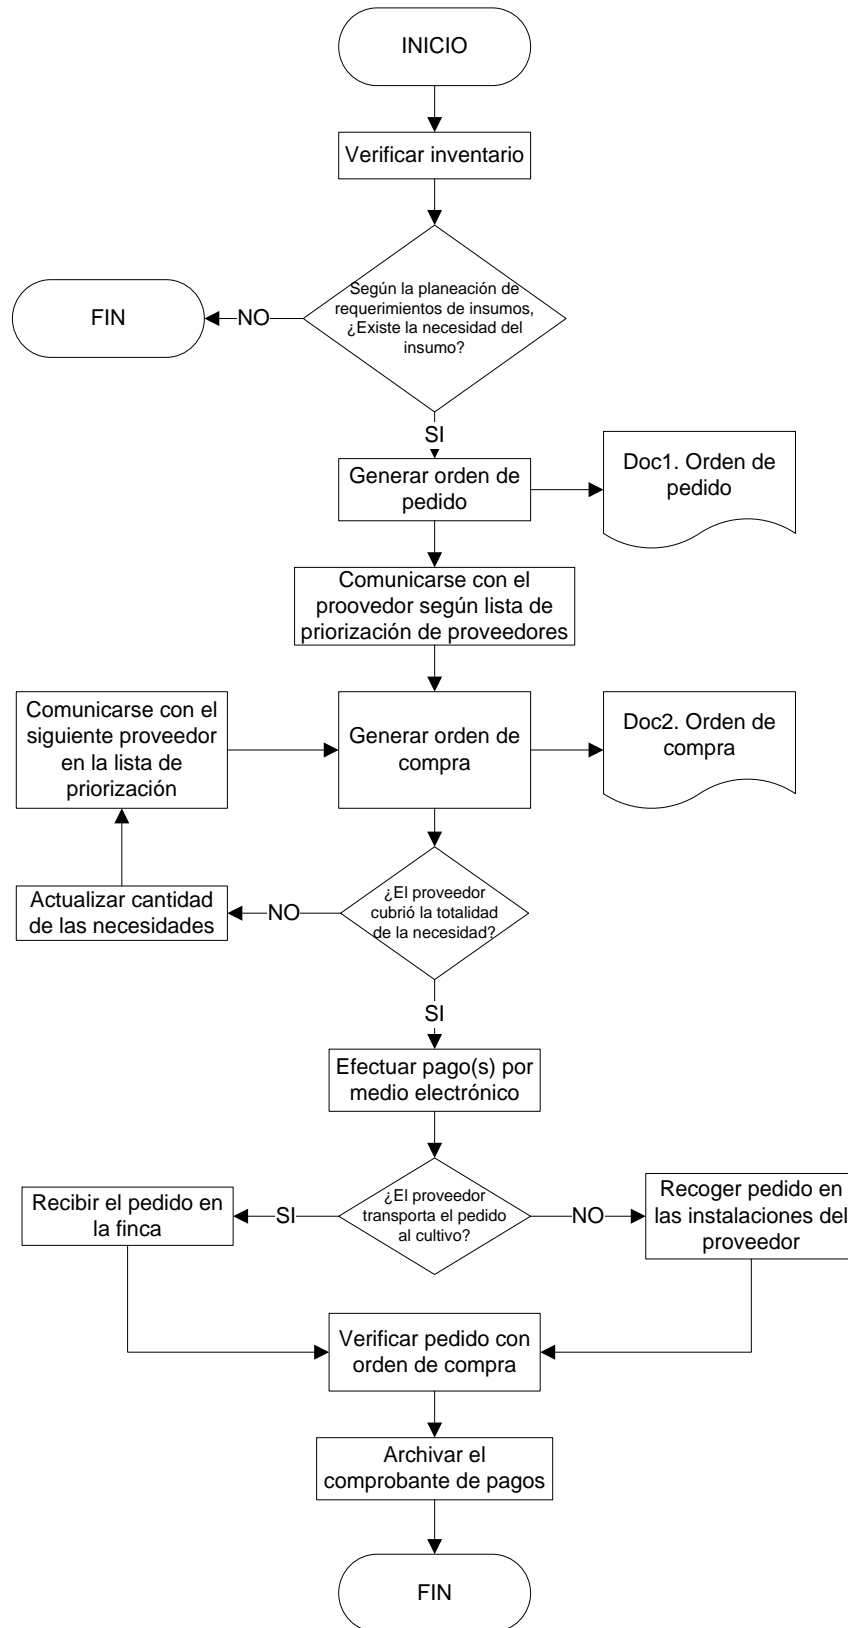 INICIO
Verificar inventario
Según la planeación de
requerimientos de insumos,
¿Existe la necesidad del
insumo?
NO
FIN
SI
Generar orden de
pedido
Doc1. Orden de
pedido
Comunicarse con el
proovedor según lista de
priorización de proveedores
Comunicarse con el
siguiente proveedor
en la lista de
priorización
Generar orden de
compra
Doc2. Orden de
compra
¿El proveedor
cubrió la totalidad
de la necesidad?
NO
Actualizar cantidad
de las necesidades
SI
Efectuar pago(s) por
medio electrónico
¿El proveedor
transporta el pedido
al cultivo?
SI
Recibir el pedido en
la finca
NO
Recoger pedido en
las instalaciones del
proveedor
Verificar pedido con
orden de compra
Archivar el
comprobante de pagos
FIN